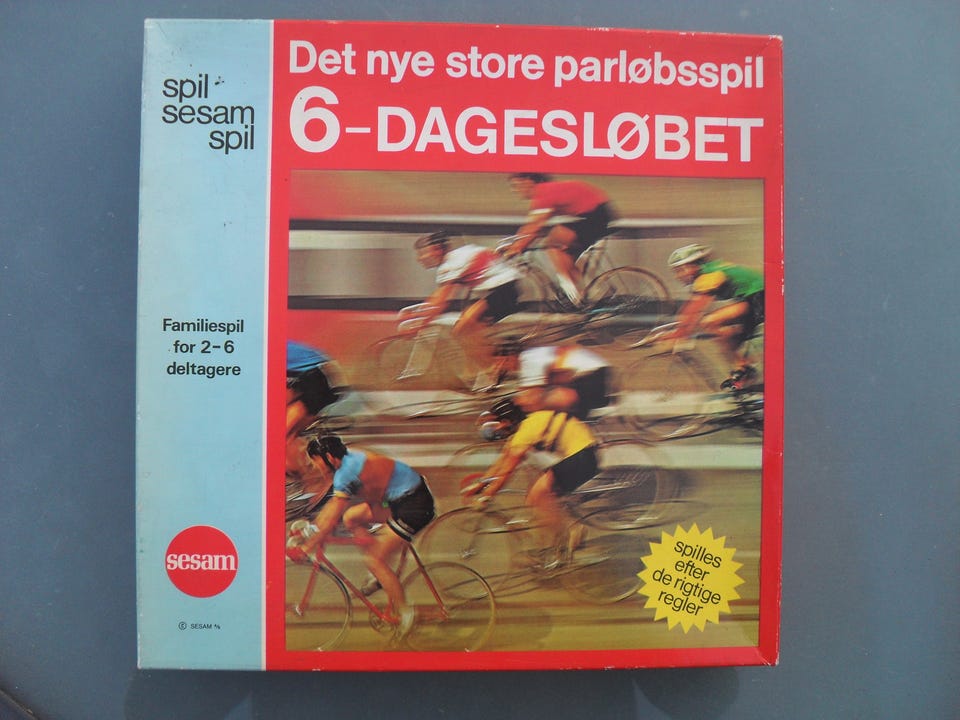 Det nye store parløbsspil
6-DAGESLØBET
spil
sesam
spil
Familiespil
for 2-6
deltagere
sesam
© SESAM A/S
spilles
efter
de rigtige
regler